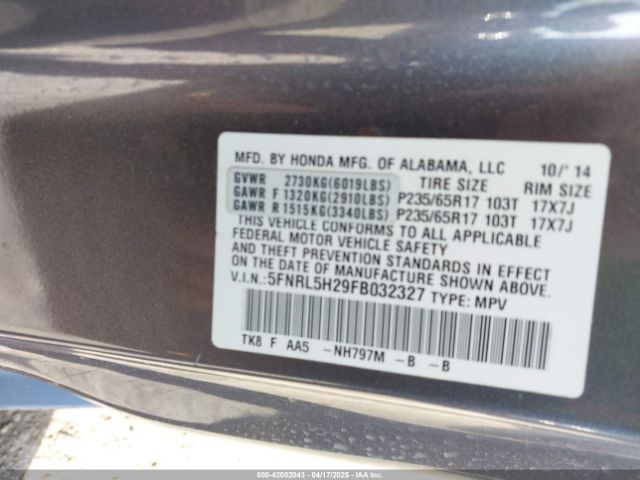 MFD. BY HONDA MFG. OF ALABAMA, LLC 10/'14
GVWR 2730KG(6019LBS) TIRE SIZE RIM SIZE
GAWR F 1320KG(2910LBS) P235/65R17 103T 17X7J
GAWR R 1515KG(3340LBS) P235/65R17 103T 17X7J
THIS VEHICLE CONFORMS TO ALL APPLICABLE
FEDERAL MOTOR VEHICLE SAFETY
AND THEFT PREVENTION STANDARDS IN EFFECT
ON THE DATE OF MANUFACTURE SHOWN ABOVE.
V.I.N.:5FNRL5H29FB032327 TYPE: MPV
TK8 F AA5 -NH797M -B -B
000-42052043 - 04/17/2025 - IAAI.COM